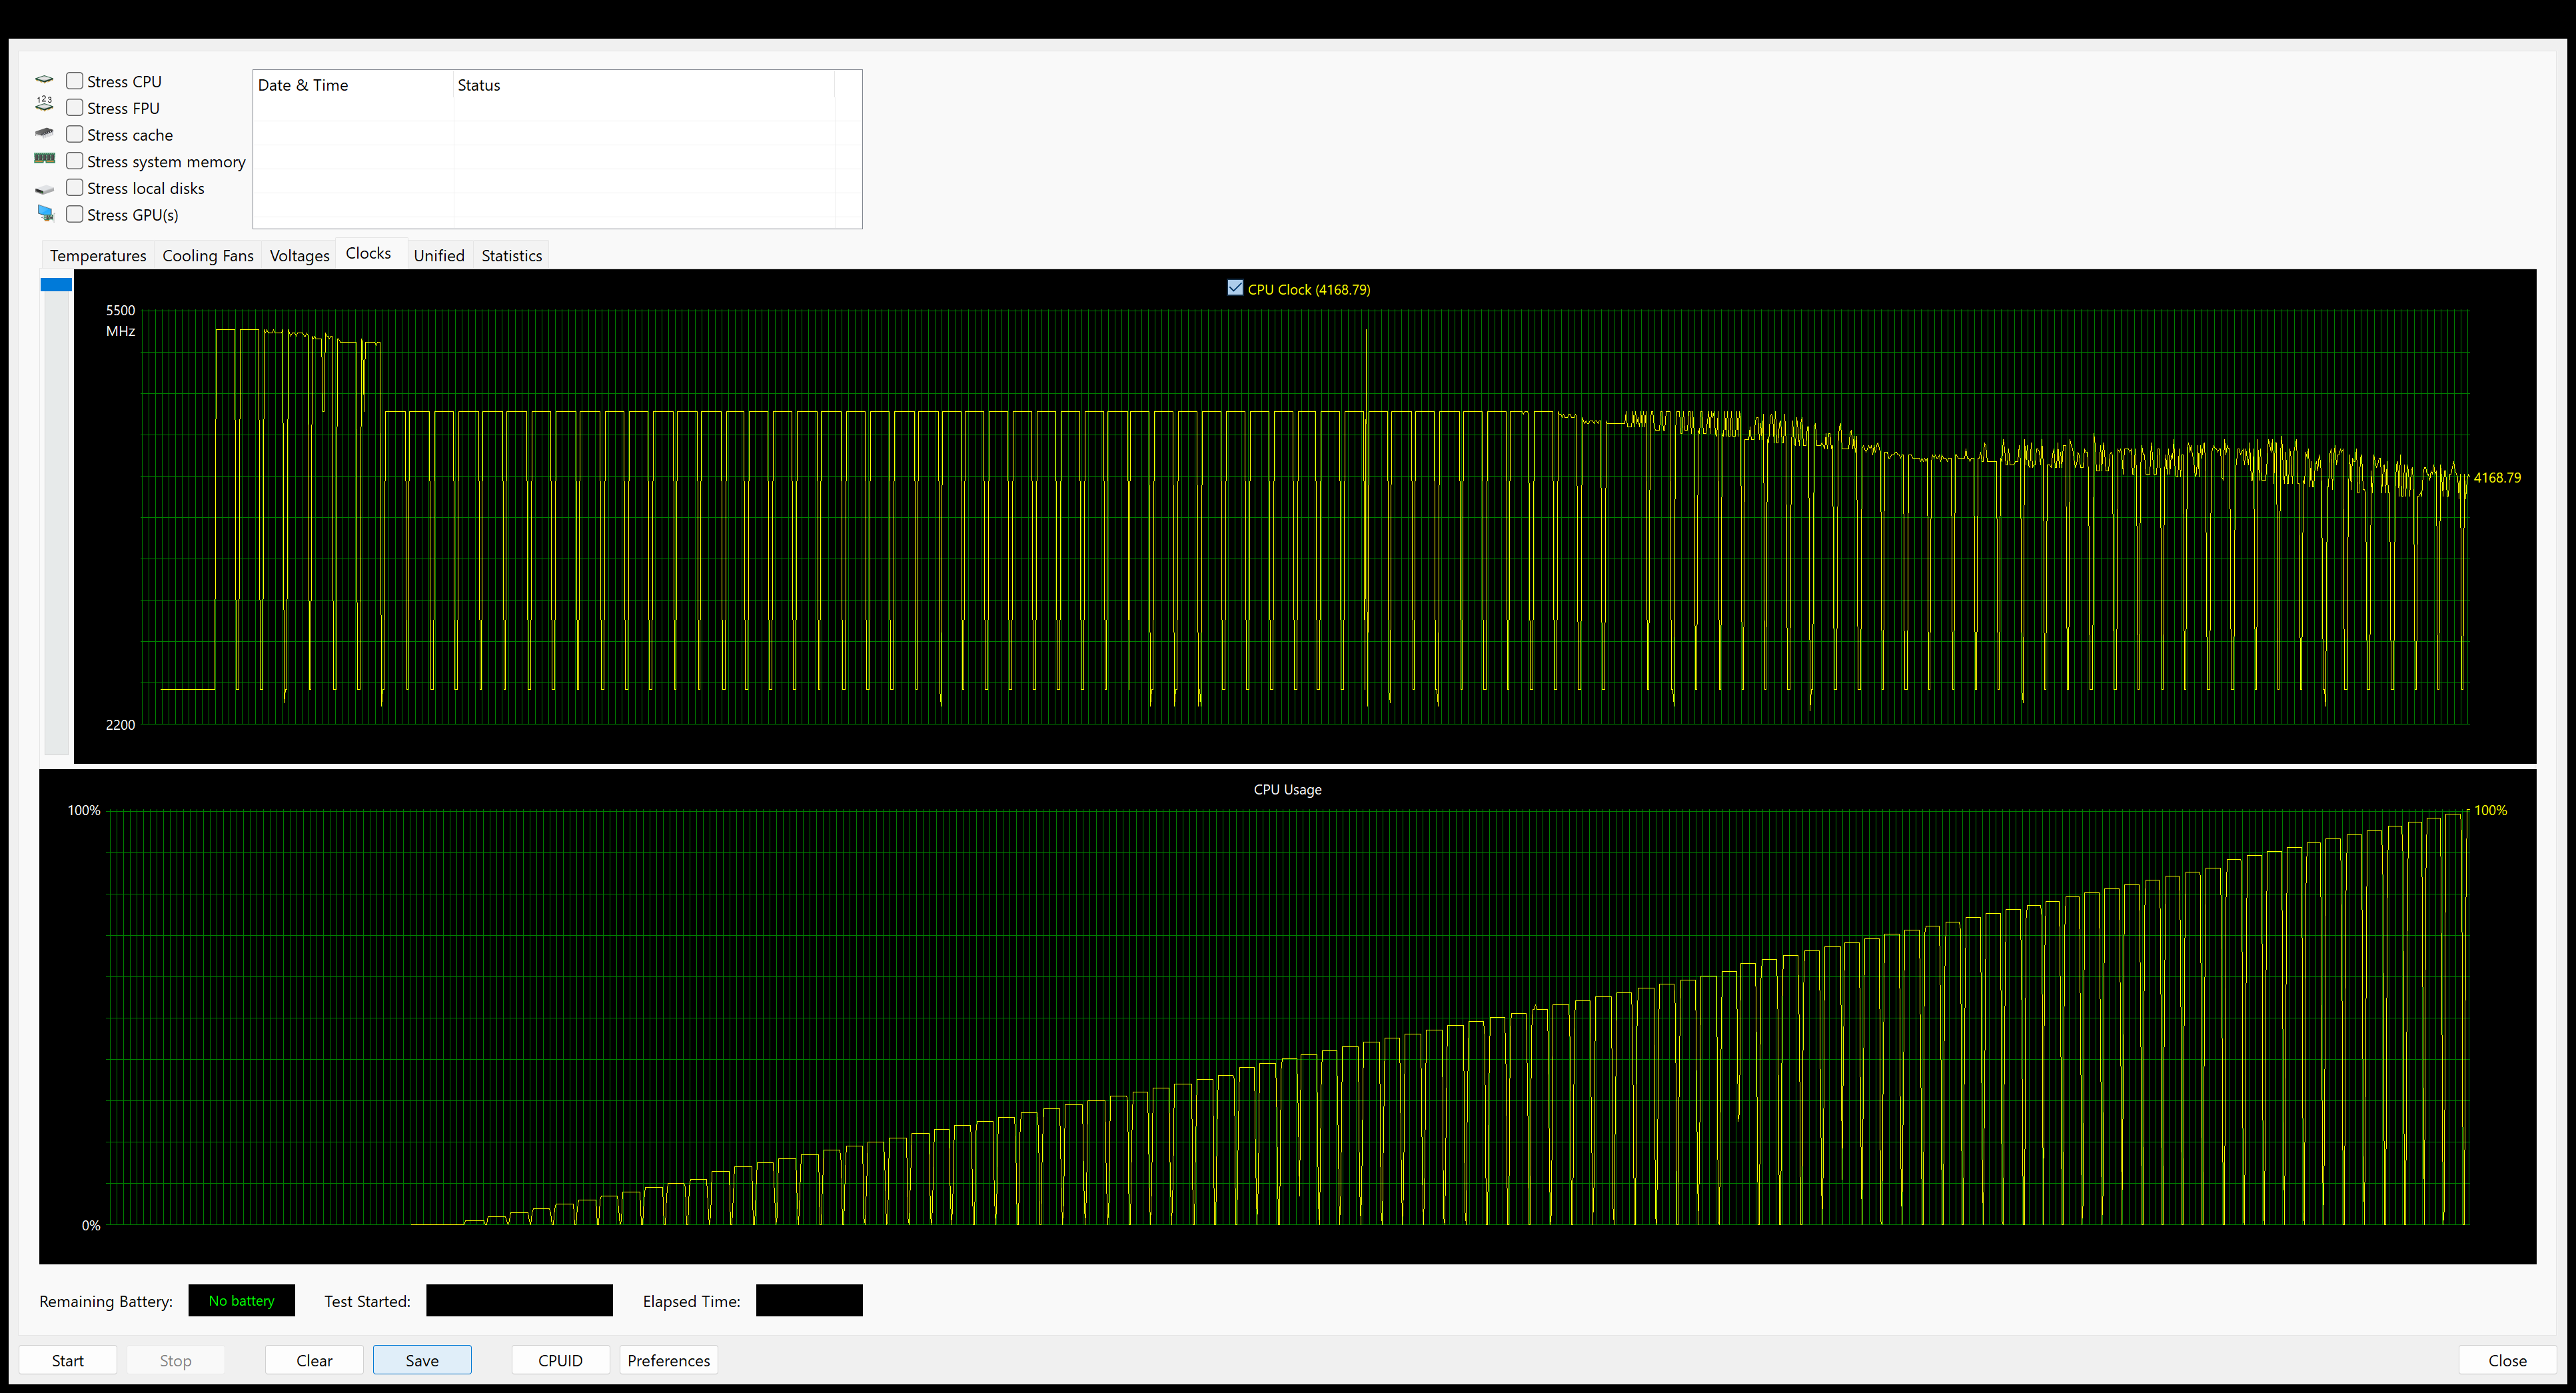 Stress CPU
123
Stress FPU
Stress cache
Stress system memory
Stress local disks
Stress GPU(s)
Date & Time Status
Temperatures Cooling Fans Voltages Clocks Unified Statistics
CPU Clock (4168.79)
5500
MHz
4168.79
2200
CPU Usage
100% 100%
0%
Remaining Battery: No battery Test Started: Elapsed Time:
Start Stop Clear Save CPUID Preferences Close